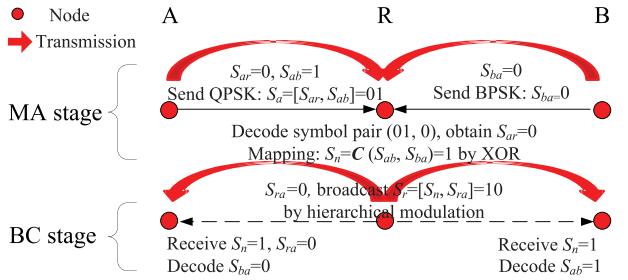 A R B
Node
Transmission
MA stage
S_ar=0, S_ab=1
Send QPSK: S_a=[S_ar, S_ab]=01
S_ba=0
Send BPSK: S_ba=0
Decode symbol pair (01, 0), obtain S_ar=0
Mapping: S_n=C (S_ab, S_ba)=1 by XOR
BC stage
S_ra=0, broadcast S_r=[S_n, S_ra]=10
by hierarchical modulation
Receive S_n=1, S_ra=0
Decode S_ba=0
Receive S_n=1
Decode S_ab=1